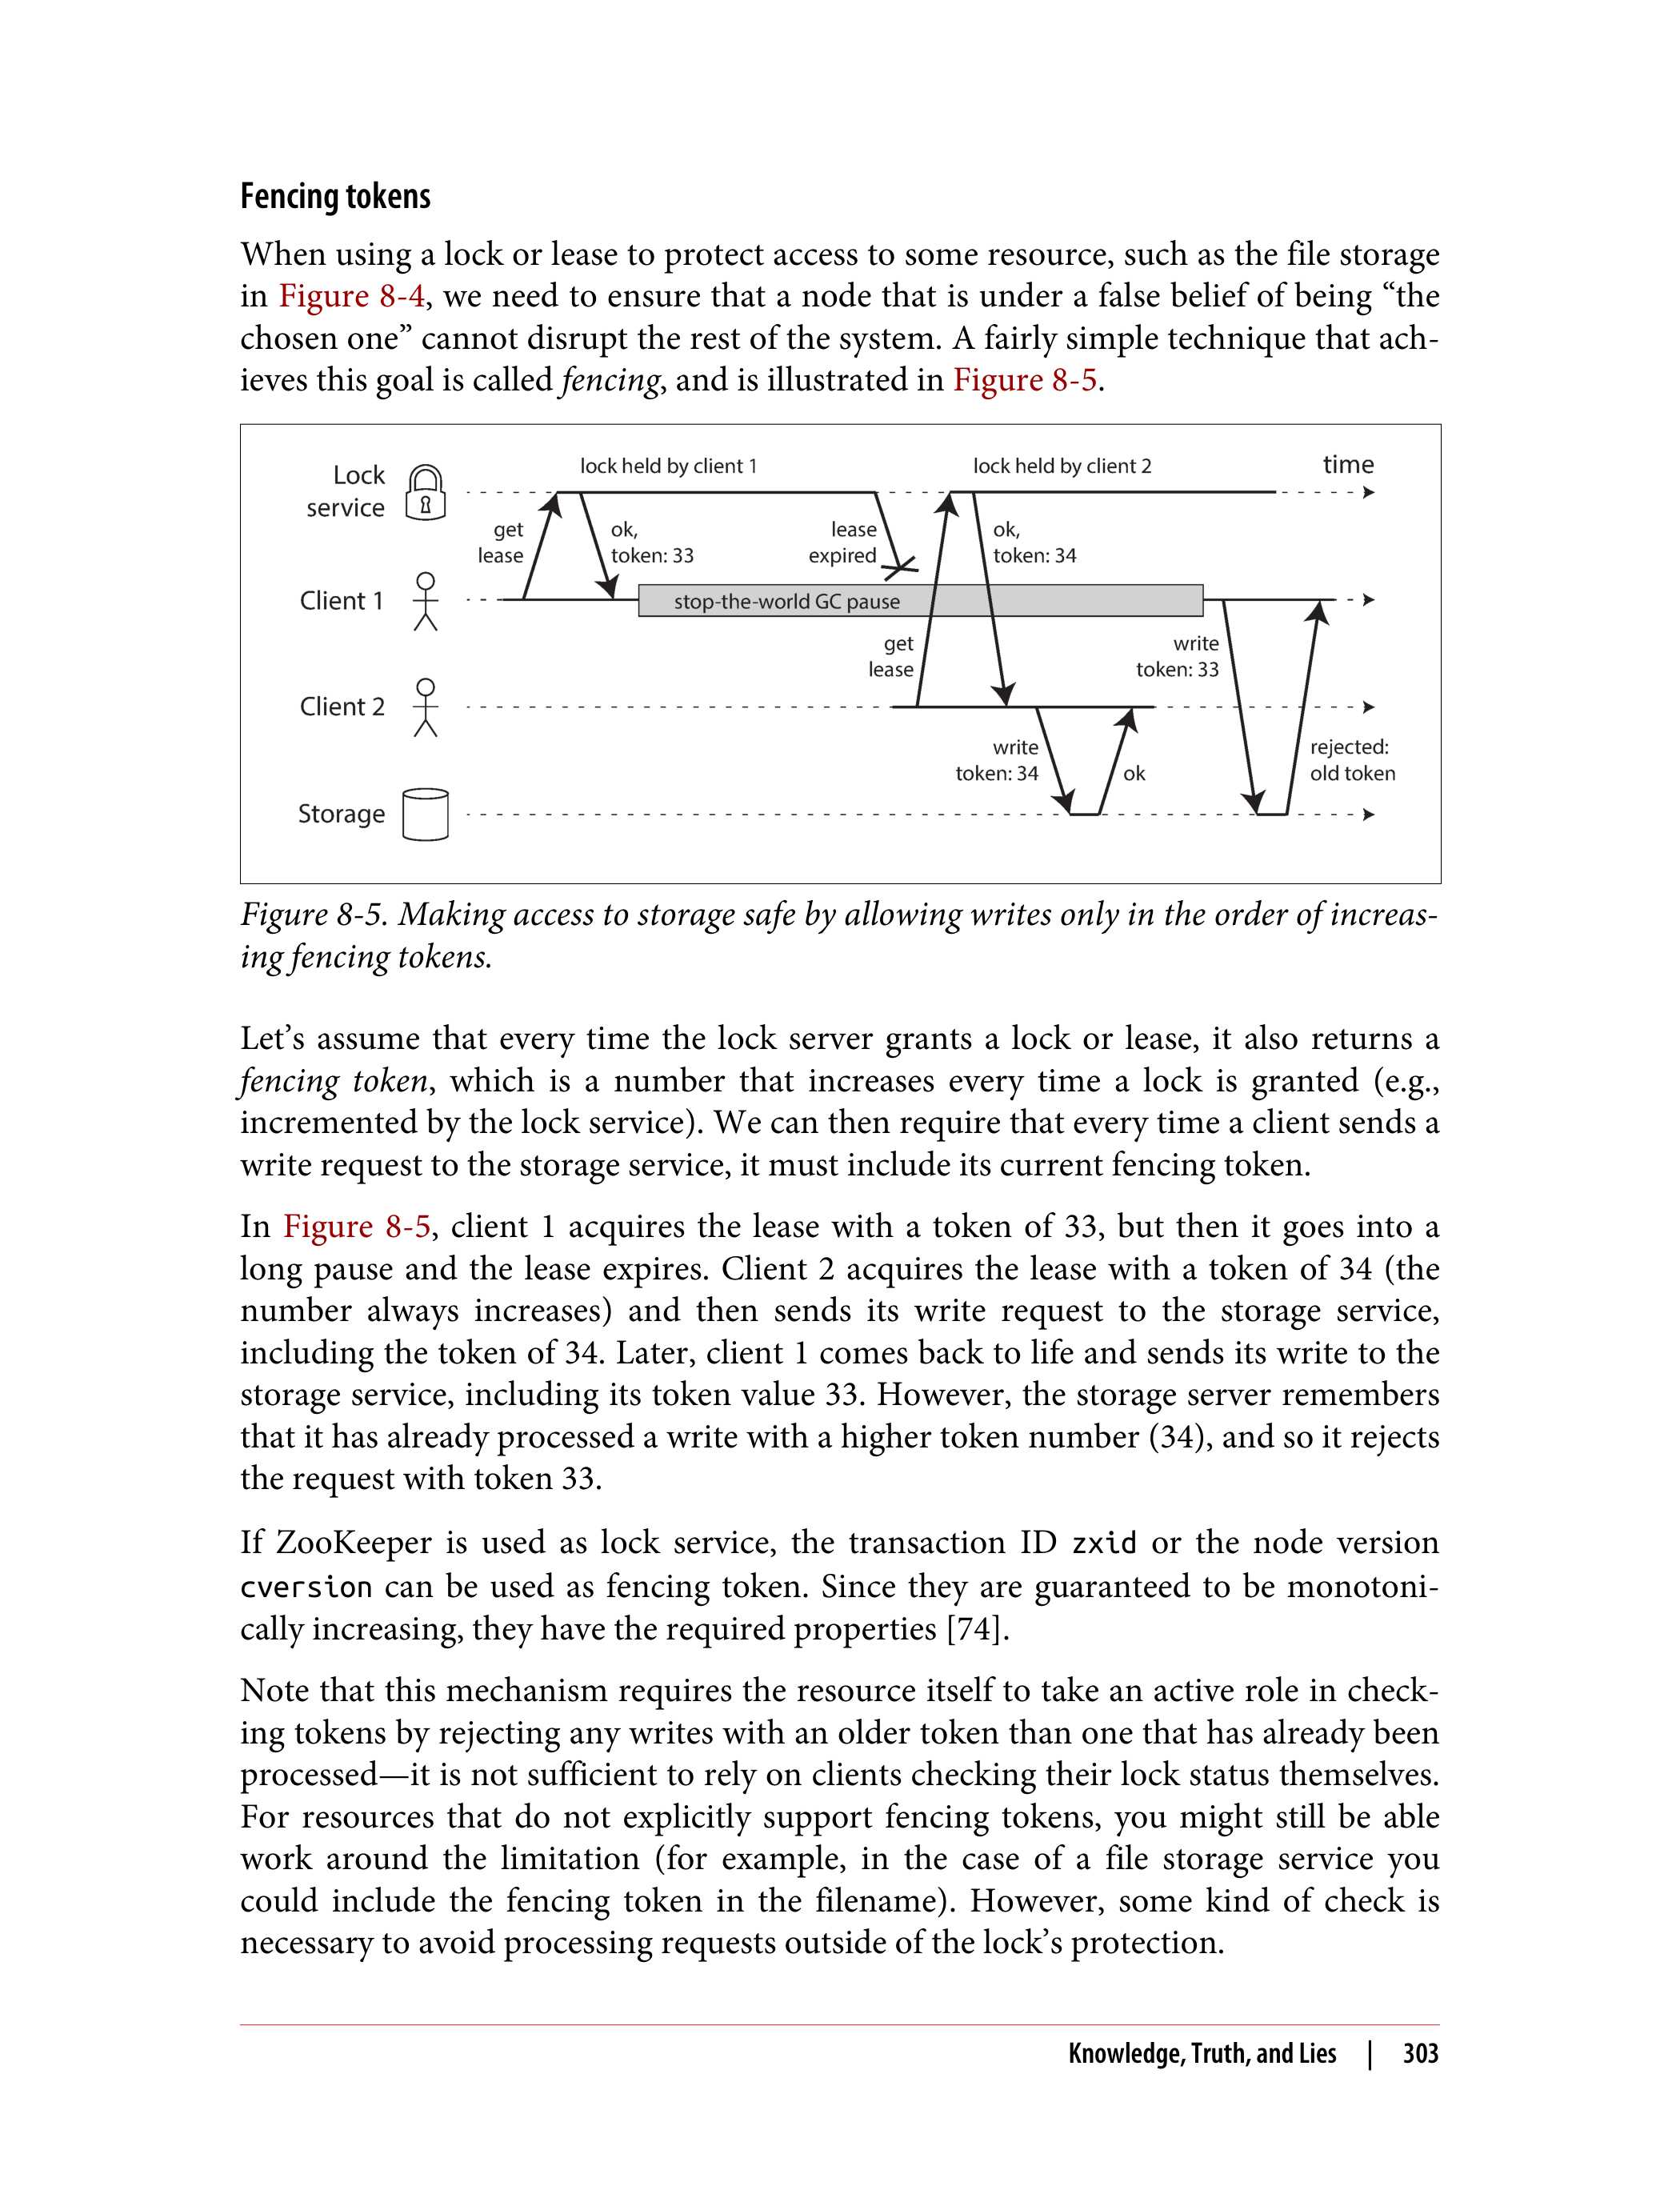 Fencing tokens
When using a lock or lease to protect access to some resource, such as the file storage
in Figure 8-4, we need to ensure that a node that is under a false belief of being “the
chosen one” cannot disrupt the rest of the system. A fairly simple technique that ach-
ieves this goal is called fencing, and is illustrated in Figure 8-5.
lock held by client 1
lock held by client 2
time
Lock
service
get
lease
ok,
token: 33
lease
expired
ok,
token: 34
Client 1
stop-the-world GC pause
get
lease
write
token: 33
Client 2
write
token: 34
ok
rejected:
old token
Storage
Figure 8-5. Making access to storage safe by allowing writes only in the order of increas-
ing fencing tokens.
Let’s assume that every time the lock server grants a lock or lease, it also returns a
fencing token, which is a number that increases every time a lock is granted (e.g.,
incremented by the lock service). We can then require that every time a client sends a
write request to the storage service, it must include its current fencing token.
In Figure 8-5, client 1 acquires the lease with a token of 33, but then it goes into a
long pause and the lease expires. Client 2 acquires the lease with a token of 34 (the
number always increases) and then sends its write request to the storage service,
including the token of 34. Later, client 1 comes back to life and sends its write to the
storage service, including its token value 33. However, the storage server remembers
that it has already processed a write with a higher token number (34), and so it rejects
the request with token 33.
If ZooKeeper is used as lock service, the transaction ID zxid or the node version
cversion can be used as fencing token. Since they are guaranteed to be monotoni-
cally increasing, they have the required properties [74].
Note that this mechanism requires the resource itself to take an active role in check-
ing tokens by rejecting any writes with an older token than one that has already been
processed—it is not sufficient to rely on clients checking their lock status themselves.
For resources that do not explicitly support fencing tokens, you might still be able
work around the limitation (for example, in the case of a file storage service you
could include the fencing token in the filename). However, some kind of check is
necessary to avoid processing requests outside of the lock’s protection.
Knowledge, Truth, and Lies | 303